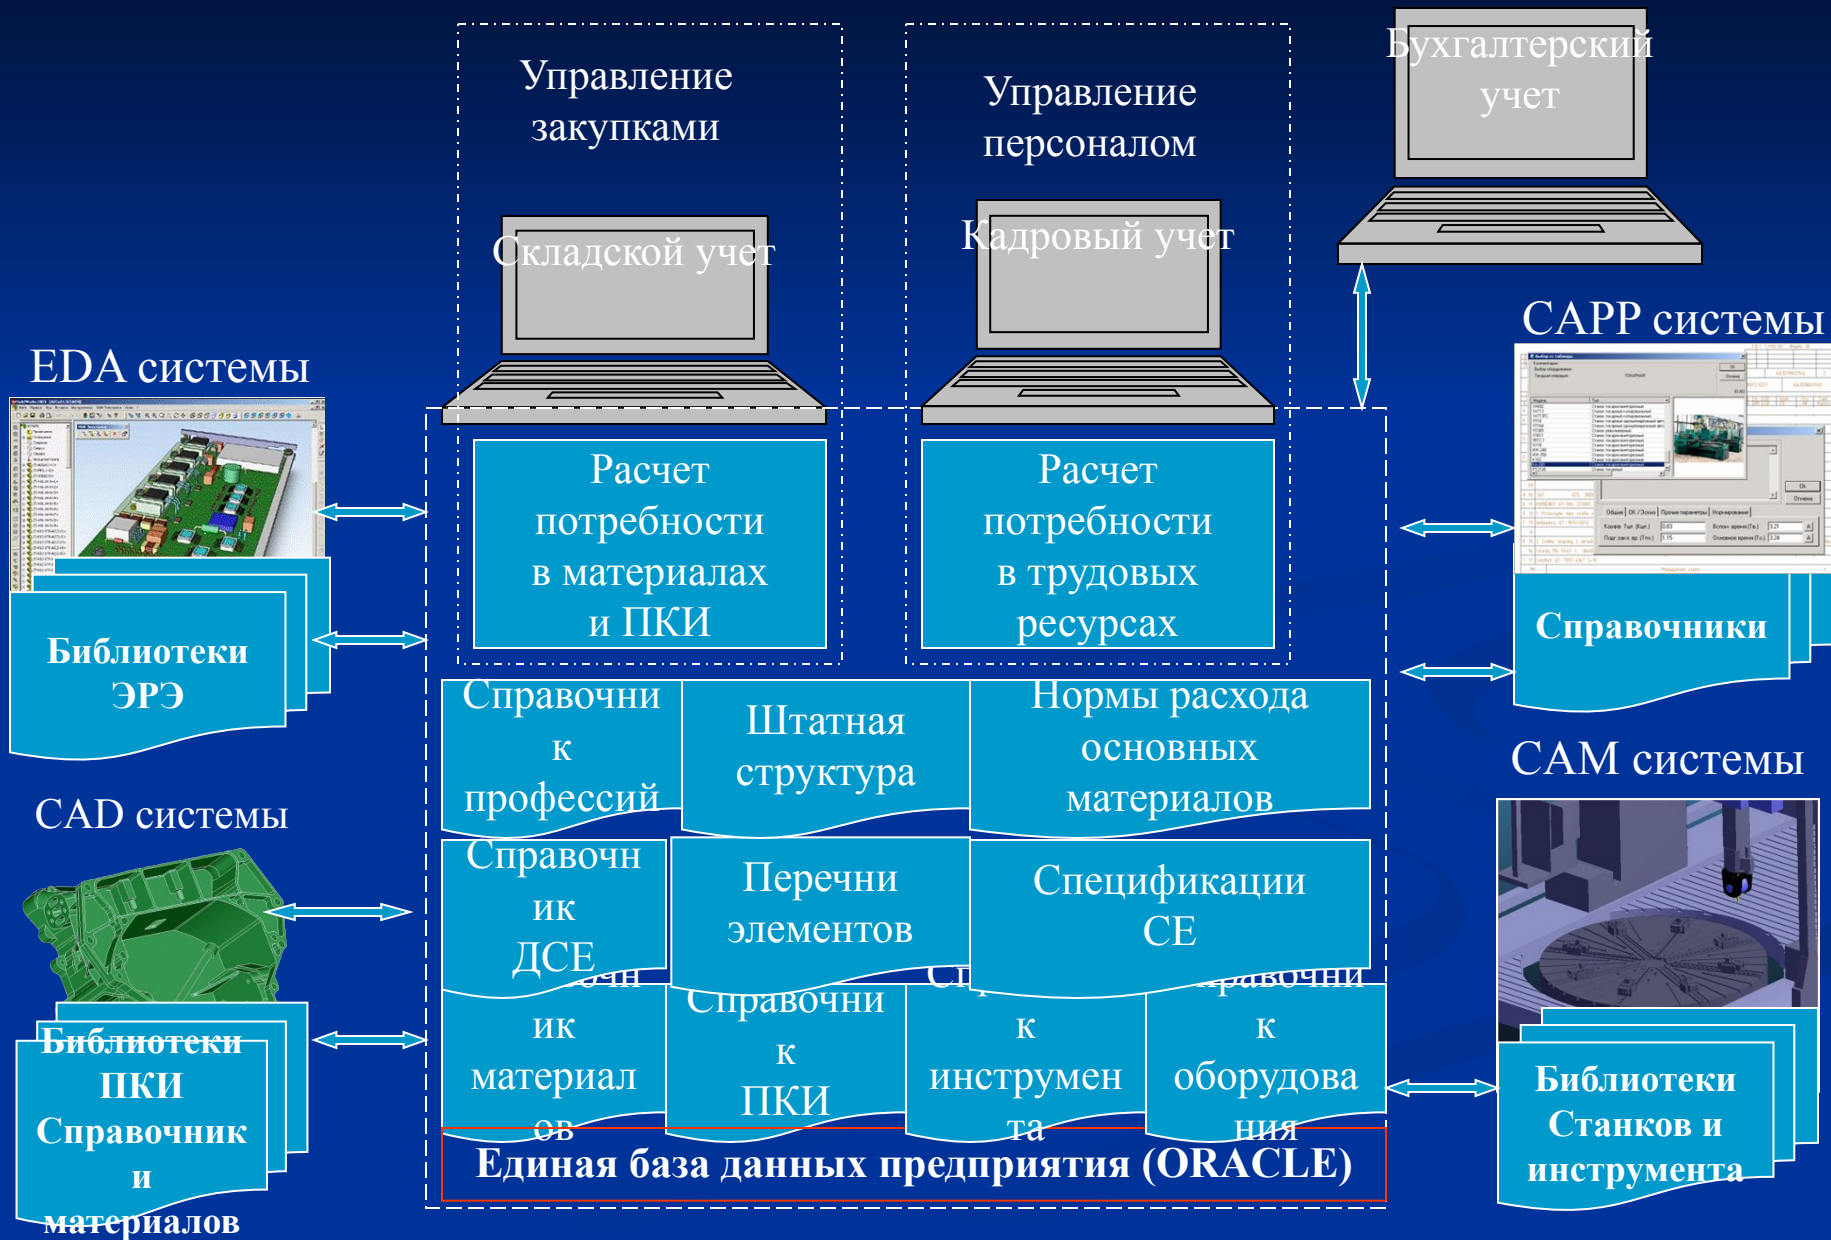 Управление
закупками
Управление
персоналом
Бухгалтерский
учет
Складской учет
Кадровый учет
EDA системы
CAPP системы
Расчет
потребности
в материалах
и ПКИ
Расчет
потребности
в трудовых
ресурсах
Библиотеки
ЭРЭ
Справочники
Справочни
к
профессий
Штатная
структура
Нормы расхода
основных
материалов
CAD системы
CAM системы
Справочн
ик
ДСЕ
Перечни
элементов
Спецификации
СЕ
ик
материал
ов
Справочни
к
ПКИ
к
инструмен
та
к
оборудова
ния
Библиотеки
ПКИ
Справочник
и
материалов
Библиотеки
Станков и
инструмента
Единая база данных предприятия (ORACLE)